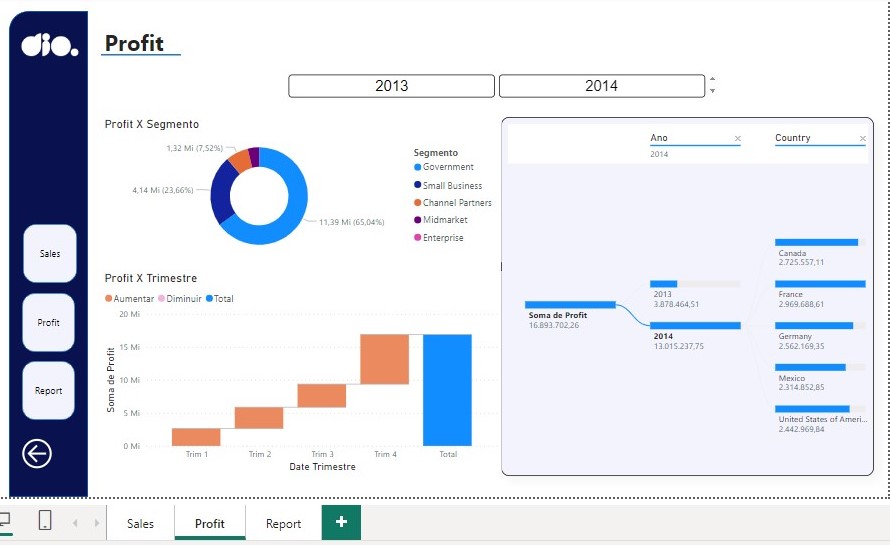 dio.
Profit
2013
2014
Profit X Segmento
1,32 Mi (7,52%)
4,14 Mi (23,66%)
11,39 Mi (65,04%)
Segmento
Government
Small Business
Channel Partners
Midmarket
Enterprise
Sales
Profit
Report
Profit X Trimestre
Aumentar
Diminuir
Total
Soma de Profit
20 Mi
15 Mi
10 Mi
5 Mi
0 Mi
Trim 1
Trim 2
Trim 3
Trim 4
Total
Date Trimestre
Ano
2014
Country
Soma de Profit
16.893.702,26
2013
3.878.464,51
2014
13.015.237,75
Canada
2.725.557,11
France
2.969.688,61
Germany
2.562.169,35
Mexico
2.314.852,85
United States of Ameri...
2.442.969,84
Sales
Profit
Report
+